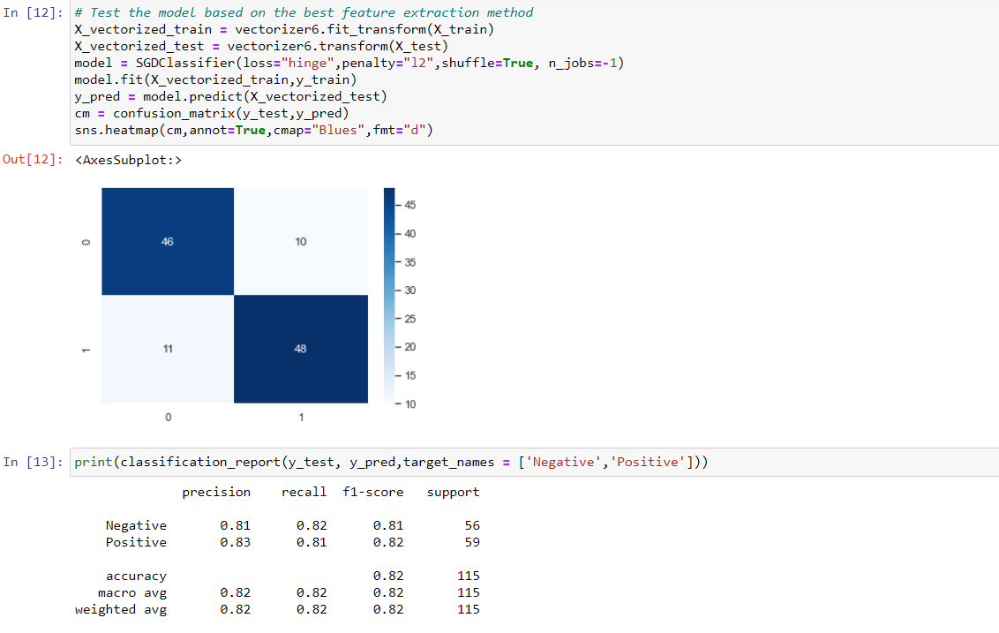 In [12]: # Test the model based on the best feature extraction method
X_vectorized_train = vectorizer6.fit_transform(X_train)
X_vectorized_test = vectorizer6.transform(X_test)
model = SGDClassifier(loss="hinge",penalty="l2",shuffle=True, n_jobs=-1)
model.fit(X_vectorized_train,y_train)
y_pred = model.predict(X_vectorized_test)
cm = confusion_matrix(y_test,y_pred)
sns.heatmap(cm,annot=True,cmap="Blues",fmt="d")
Out[12]: <AxesSubplot:>
0 46 10
1 11 48
0 1
45
40
35
30
25
20
15
10
In [13]: print(classification_report(y_test, y_pred,target_names = ['Negative','Positive']))
precision recall f1-score support
Negative 0.81 0.82 0.81 56
Positive 0.83 0.81 0.82 59
accuracy 0.82 115
macro avg 0.82 0.82 0.82 115
weighted avg 0.82 0.82 0.82 115